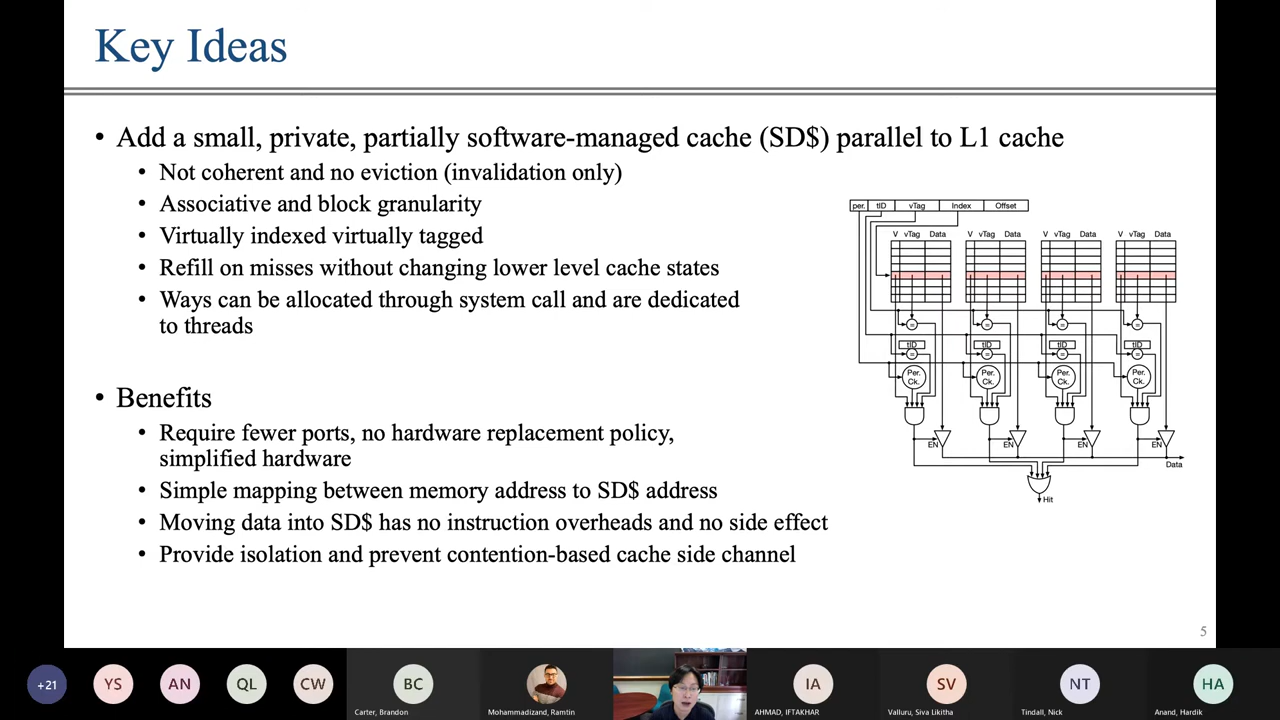 Key Ideas
• Add a small, private, partially software-managed cache (SD$) parallel to L1 cache
• Not coherent and no eviction (invalidation only)
• Associative and block granularity
• Virtually indexed virtually tagged
• Refill on misses without changing lower level cache states
• Ways can be allocated through system call and are dedicated
to threads
• Benefits
• Require fewer ports, no hardware replacement policy,
simplified hardware
• Simple mapping between memory address to SD$ address
• Moving data into SD$ has no instruction overheads and no side effect
• Provide isolation and prevent contention-based cache side channel
per. tID vTag Index Offset
V vTag Data V vTag Data V vTag Data V vTag Data
= = = =
tID tID tID tID
= = = =
Per. Per. Per. Per.
Ck. Ck. Ck. Ck.
EN EN EN EN
Data
Hit
5
+21 YS AN QL CW BC IA SV NT HA
Carter, Brandon Mohammadizand, Ramtin AHMAD, IFTAKHAR Valluru, Siva Likitha Tindall, Nick Anand, Hardik